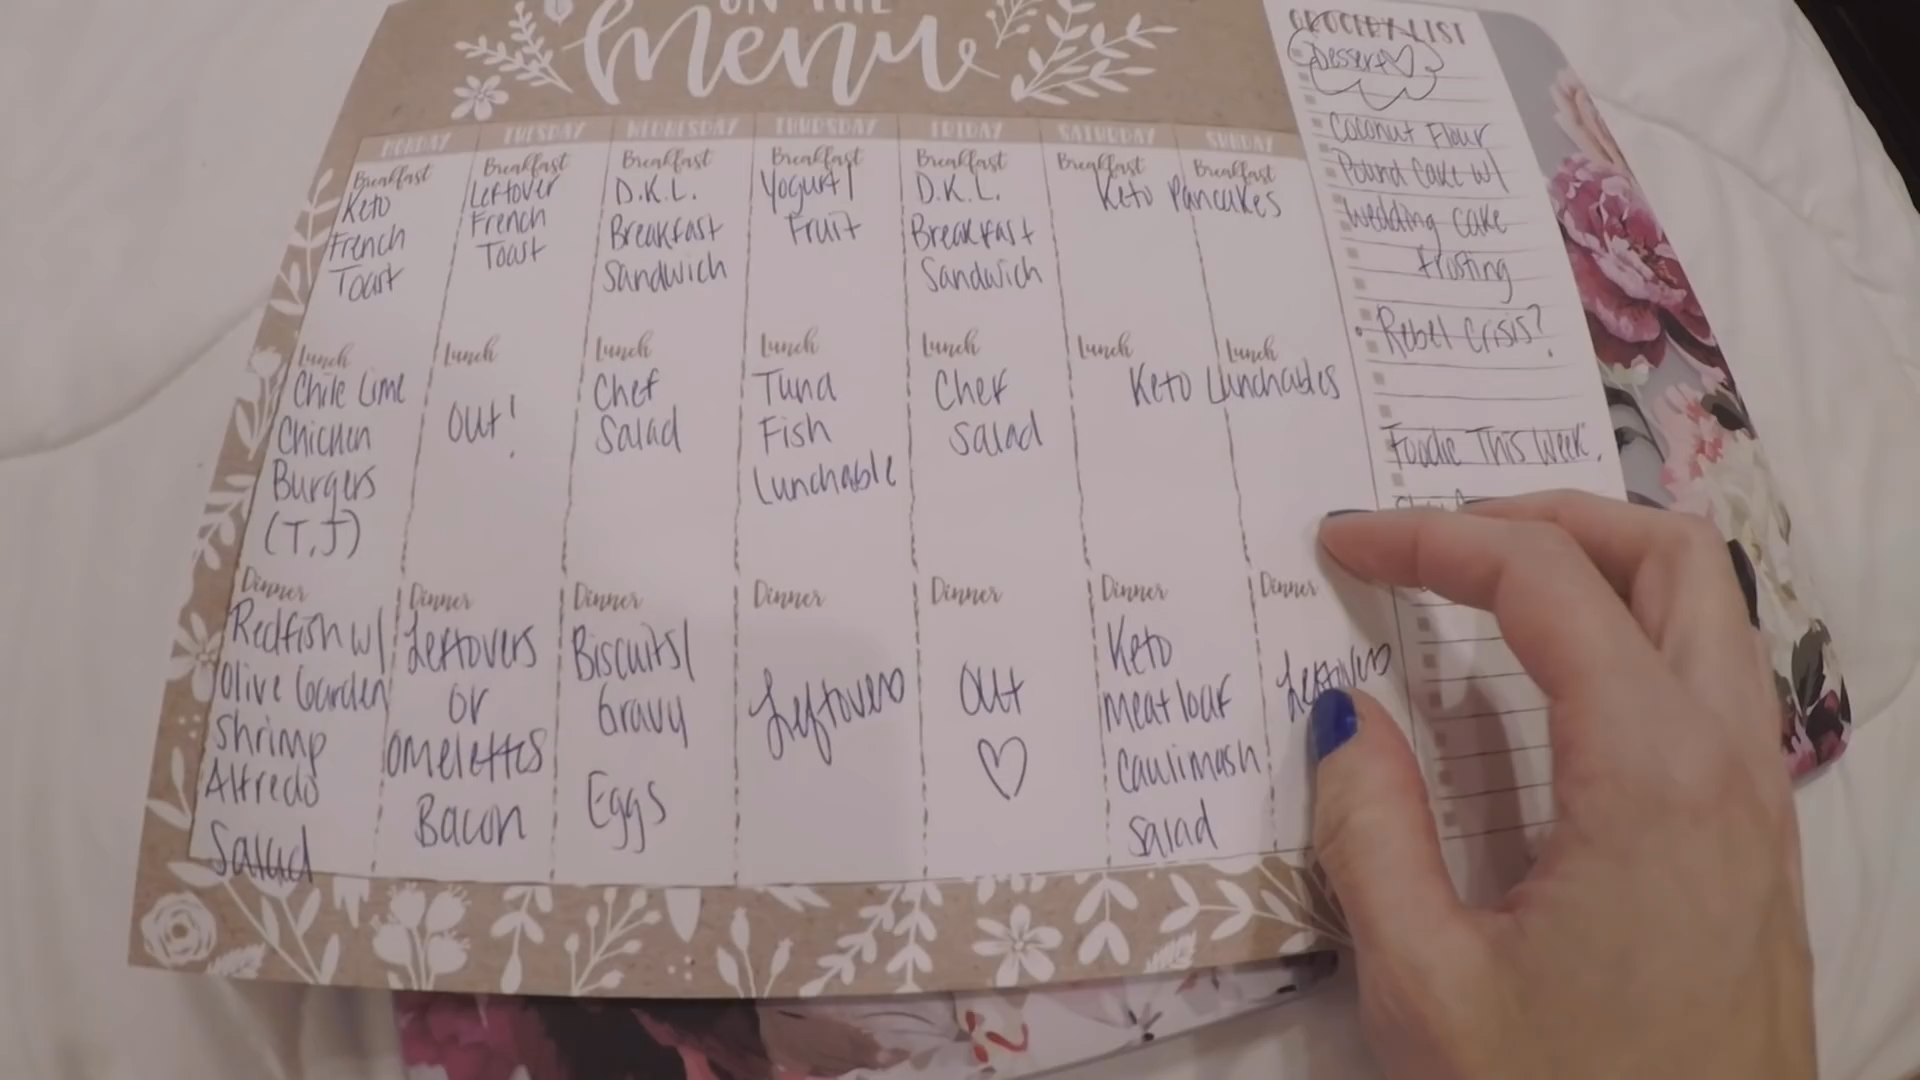 ON THE
menu
MONDAY
Breakfast
Keto
French
Toast
Lunch
Chile Lime
Chicken
Burgers
(T.J)
Dinner
Redfish w/
Olive Garden
shrimp
Alfredo
Salad
TUESDAY
Breakfast
Leftover
French
Toast
Lunch
out!
Dinner
Leftovers
or
omelettes
Bacon
WEDNESDAY
Breakfast
D.K.L.
Breakfast
Sandwich
Lunch
Chef
Salad
Dinner
Biscuits/
Gravy
Eggs
THURSDAY
Breakfast
Yogurt/
Fruit
Lunch
Tuna
Fish
Lunchable
Dinner
Leftovers
FRIDAY
Breakfast
D.K.L.
Breakfast
Sandwich
Lunch
Chef
Salad
Dinner
Out
SATURDAY SUNDAY
Breakfast Breakfast
Keto Pancakes
Lunch Lunch
Keto Lunchables
Dinner
Keto
meatloaf
Caulimash
Salad
Dinner
Leftovers
GROCERY LIST
Dessert
Coconut Flour
Pound Cake w/
Wedding Cake
Frosting
Rebel Crisis?
Foodie This Week.